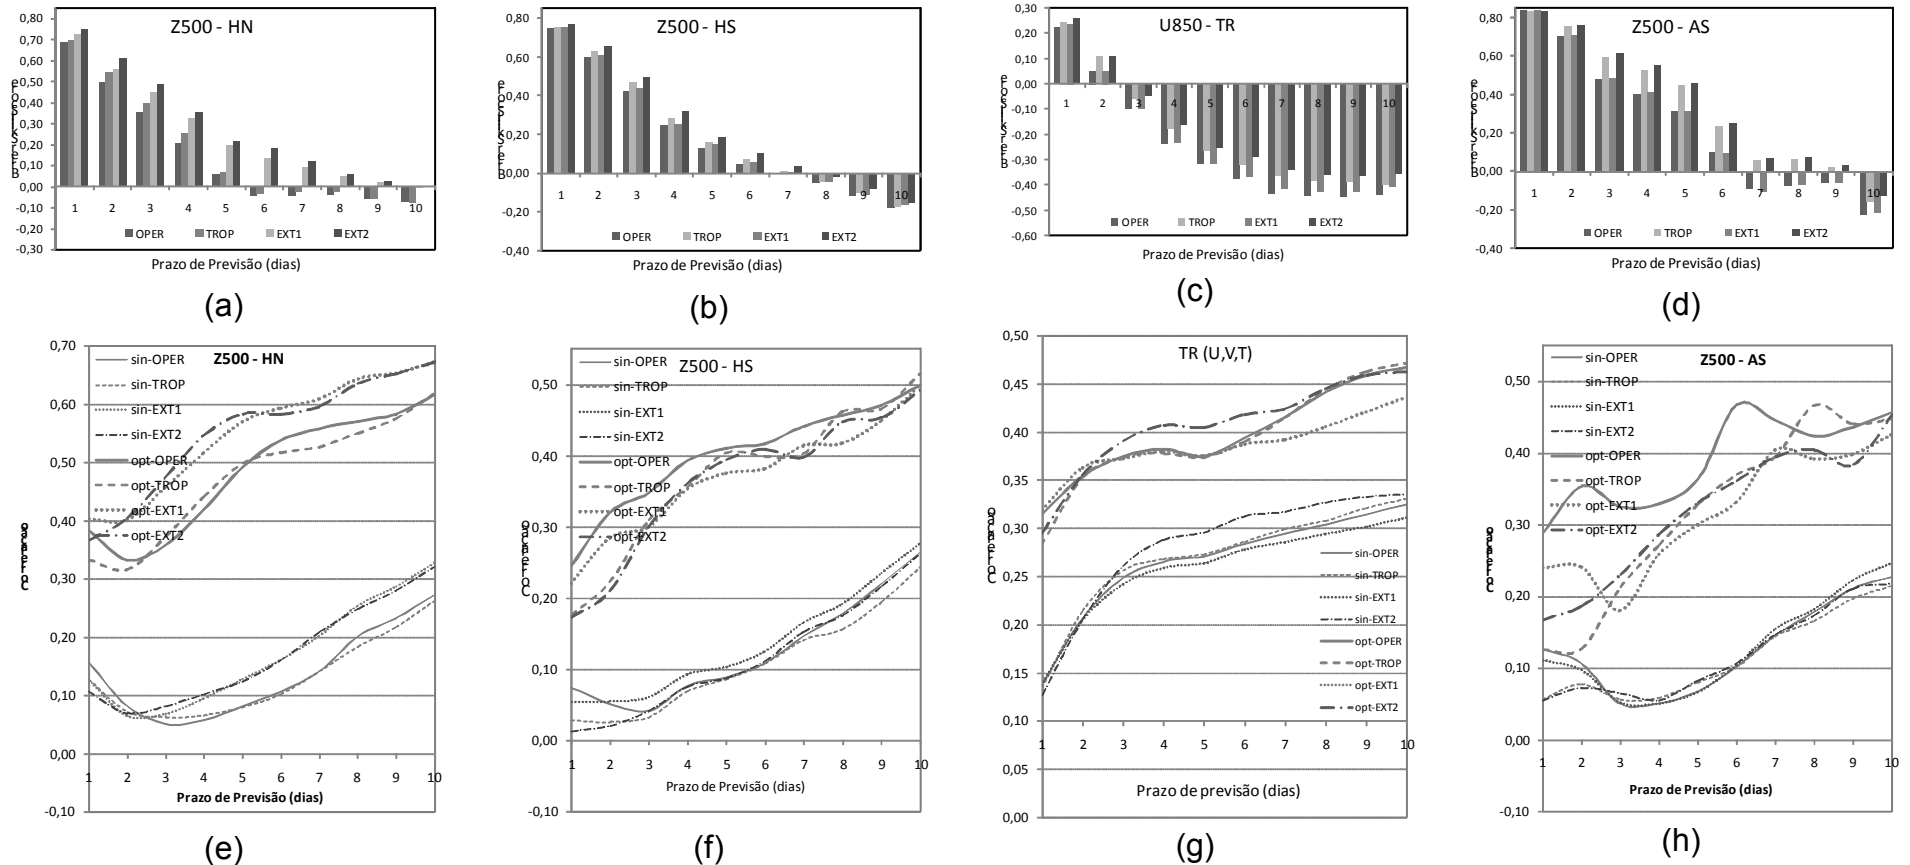 Z500 - HN
0,80
0,70
0,60
0,50
0,40
0,30
0,20
0,10
0,00
-0,10
-0,20
-0,30
1 2 3 4 5 6 7 8 9 10
OPER TROP EXT1 EXT2
Prazo de Previsão (dias)
(a)
Z500 - HS
0,80
0,60
0,40
0,20
0,00
-0,20
-0,40
1 2 3 4 5 6 7 8 9 10
OPER TROP EXT1 EXT2
Prazo de Previsão (dias)
(b)
U850 - TR
0,30
0,20
0,10
0,00
-0,10
-0,20
-0,30
-0,40
-0,50
-0,60
1 2 3 4 5 6 7 8 9 10
OPER TROP EXT1 EXT2
Prazo de Previsão (dias)
(c)
Z500 - AS
0,80
0,60
0,40
0,20
0,00
-0,20
-0,40
1 2 3 4 5 6 7 8 9 10
OPER TROP EXT1 EXT2
Prazo de Previsão (dias)
(d)
Z500 - HN
0,70
0,60
0,50
0,40
0,30
0,20
0,10
0,00
-0,10
sin-OPER
sin-TROP
sin-EXT1
sin-EXT2
opt-OPER
opt-TROP
opt-EXT1
opt-EXT2
1 2 3 4 5 6 7 8 9 10
Prazo de Previsão (dias)
(e)
Z500 - HS
0,50
0,40
0,30
0,20
0,10
0,00
-0,10
sin-OPER
sin-TROP
sin-EXT1
sin-EXT2
opt-OPER
opt-TROP
opt-EXT1
opt-EXT2
1 2 3 4 5 6 7 8 9 10
Prazo de Previsão (dias)
(f)
TR (U,V,T)
0,50
0,45
0,40
0,35
0,30
0,25
0,20
0,15
0,10
0,05
0,00
sin-OPER
sin-TROP
sin-EXT1
sin-EXT2
opt-OPER
opt-TROP
opt-EXT1
opt-EXT2
1 2 3 4 5 6 7 8 9 10
Prazo de previsão (dias)
(g)
Z500 - AS
0,50
0,40
0,30
0,20
0,10
0,00
-0,10
sin-OPER
sin-TROP
sin-EXT1
sin-EXT2
opt-OPER
opt-TROP
opt-EXT1
opt-EXT2
1 2 3 4 5 6 7 8 9 10
Prazo de Previsão (dias)
(h)